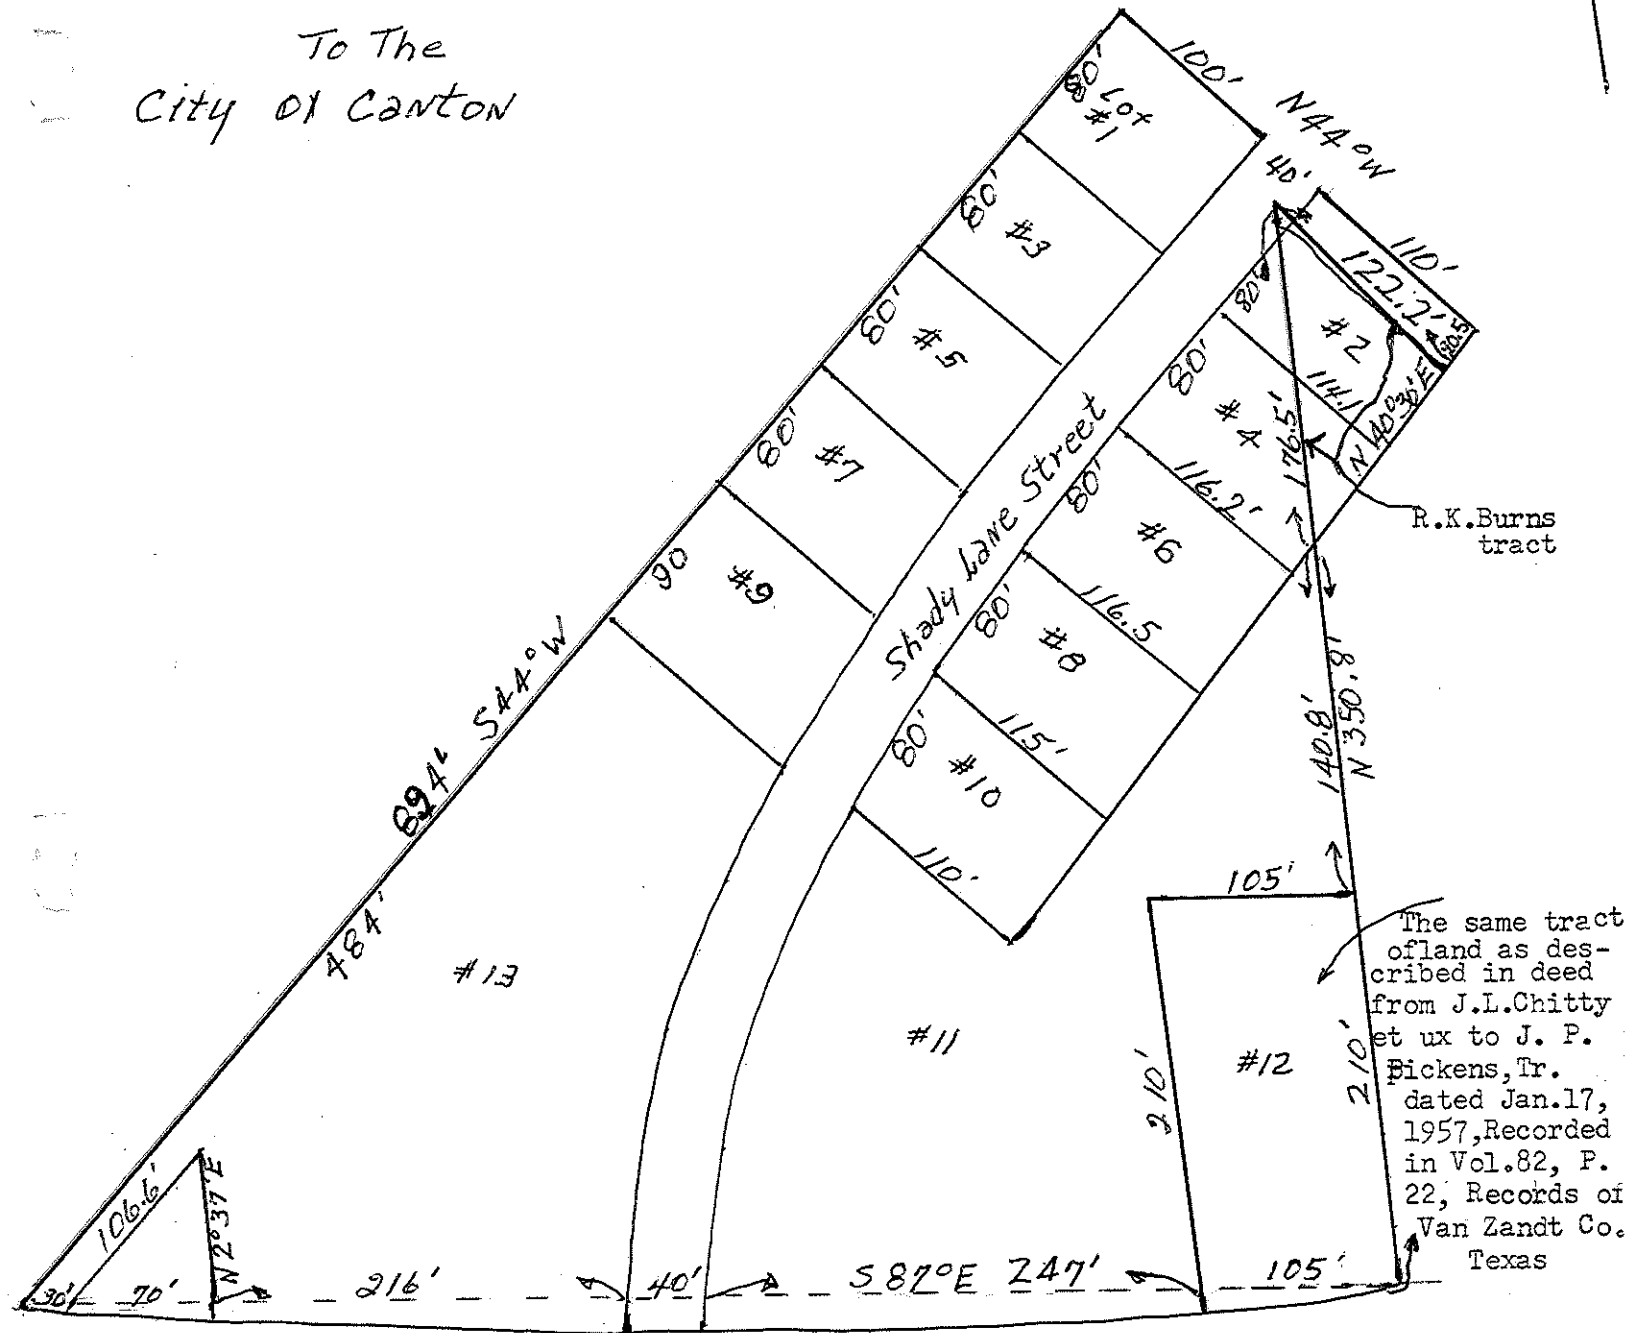 To The
City of Canton
100'
N44°W
40'
80'
Lot
#1
80'
#3
80'
#5
80'
#7
90
#9
110'
122.2'
30.5
80'
#2
114.1
N 40°30'E
80'
#4
176.5'
116.2'
R.K.Burns
tract
80'
#6
116.5
80'
#8
115'
80'
#10
110'
Shady Lane Street
894' S44°W
484'
140.8'
N 350.8'
105'
#13
#11
#12
210'
210'
The same tract
ofland as des-
cribed in deed
from J.L.Chitty
et ux to J. P.
Pickens,Tr.
dated Jan.17,
1957,Recorded
in Vol.82, P.
22, Records of
Van Zandt Co.
Texas
106.6'
N2°37'E
30'
70'
216'
40'
S87°E 247'
105'